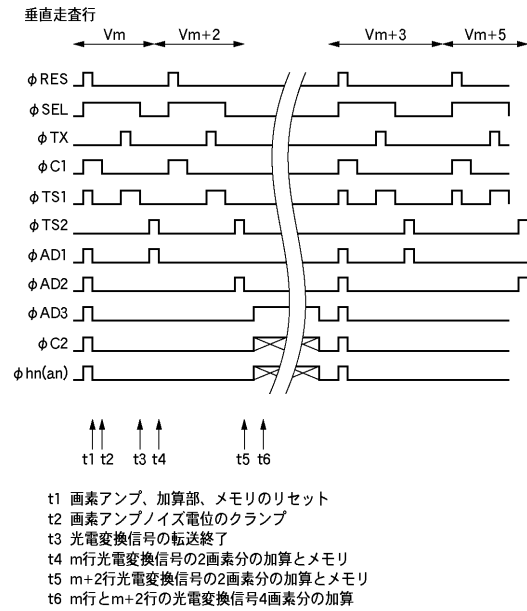 垂直走査行
Vm Vm+2 Vm+3 Vm+5
φRES
φSEL
φTX
φC1
φTS1
φTS2
φAD1
φAD2
φAD3
φC2
φhn(an)
t1 t2 t3 t4 t5 t6
t1 画素アンプ、加算部、メモリのリセット
t2 画素アンプノイズ電位のクランプ
t3 光電変換信号の転送終了
t4 m行光電変換信号の2画素分の加算とメモリ
t5 m+2行光電変換信号の2画素分の加算とメモリ
t6 m行とm+2行の光電変換信号4画素分の加算